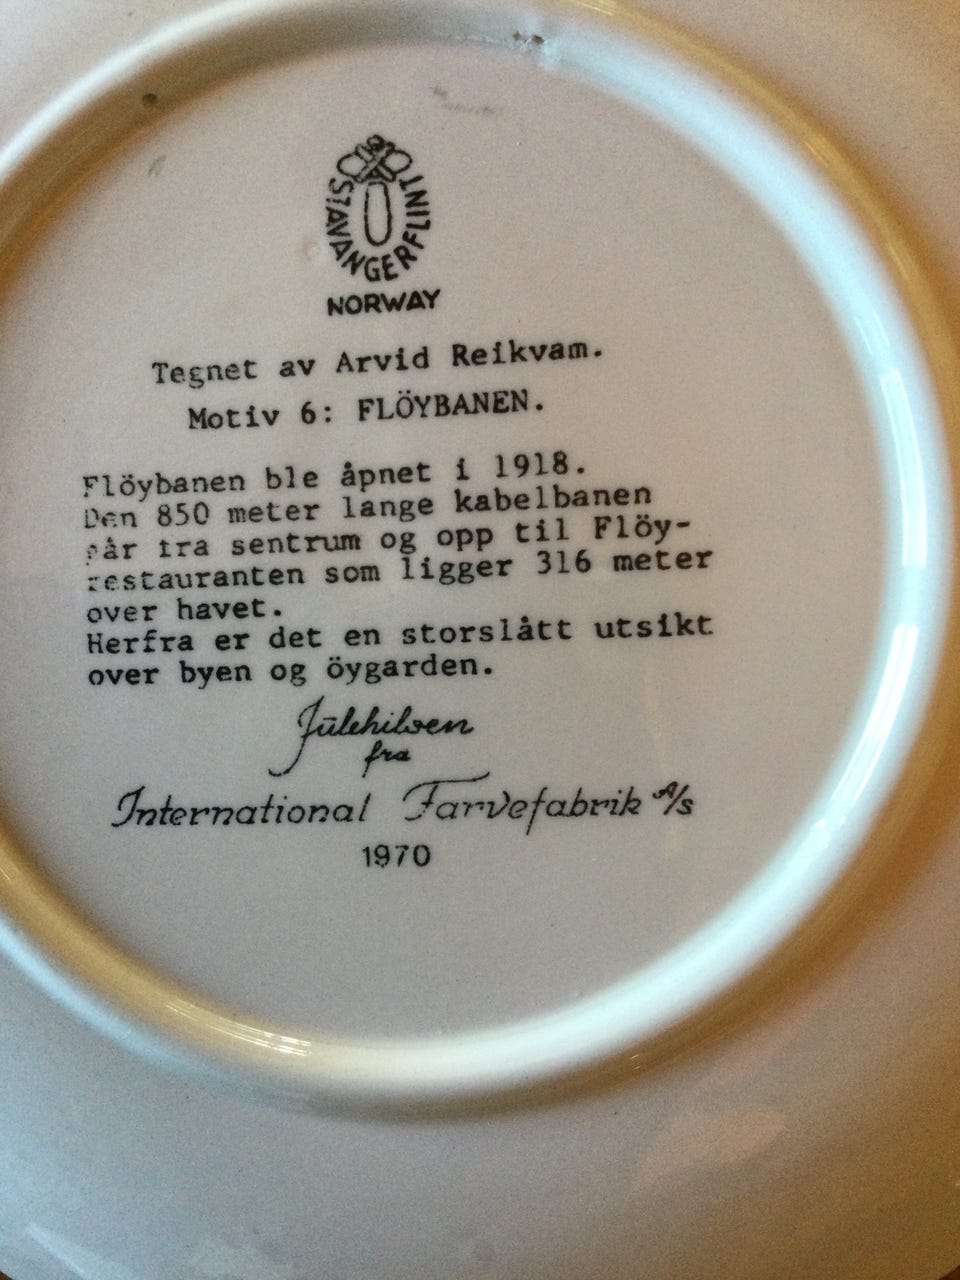 STAVANGERFLINT
NORWAY
Tegnet av Arvid Reikvam.
Motiv 6: FLÖYBANEN.
Flöybanen ble åpnet i 1918.
Den 850 meter lange kabelbanen
går fra sentrum og opp til Flöy-
restauranten som ligger 316 meter
over havet.
Herfra er det en storslått utsikt
over byen og öygarden.
Julehilsen
fra
International Farvefabrik A/S
1970